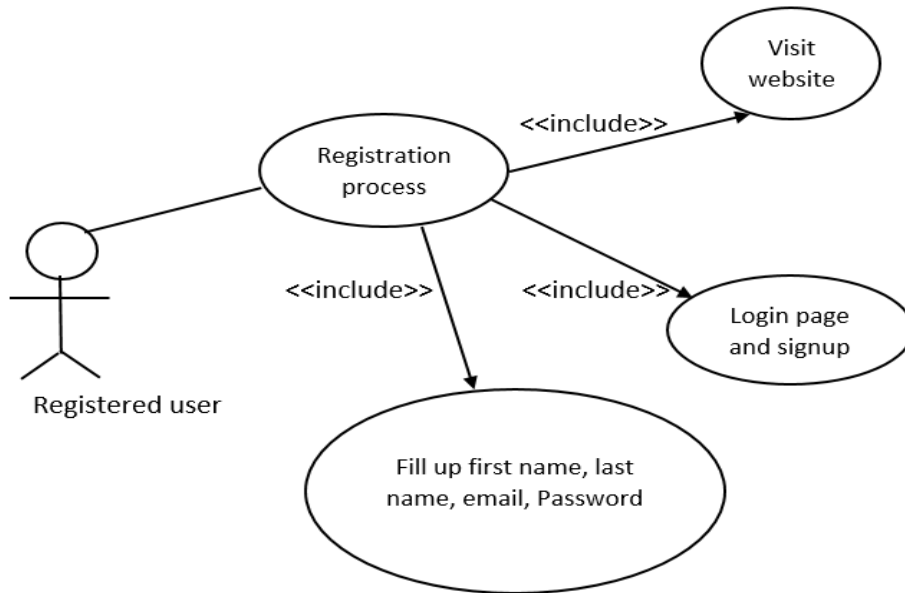 Visit
website
<<include>>
Registration
process
<<include>>
<<include>>
Login page
and signup
Registered user
Fill up first name, last
name, email, Password